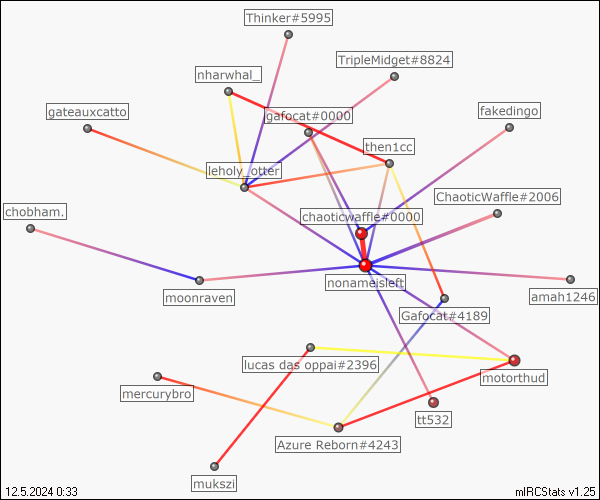 Thinker#5995
TripleMidget#8824
nharwhal_
gateauxcatto
gafocat#0000
fakedingo
then1cc
leholy_otter
ChaoticWaffle#2006
chobham.
chaoticwaffle#0000
nonameisleft
moonraven
amah1246
Gafocat#4189
lucas das oppai#2396
motorthud
mercurybro
tt532
Azure Reborn#4243
mukszi
12.5.2024 0:33
mIRCStats v1.25